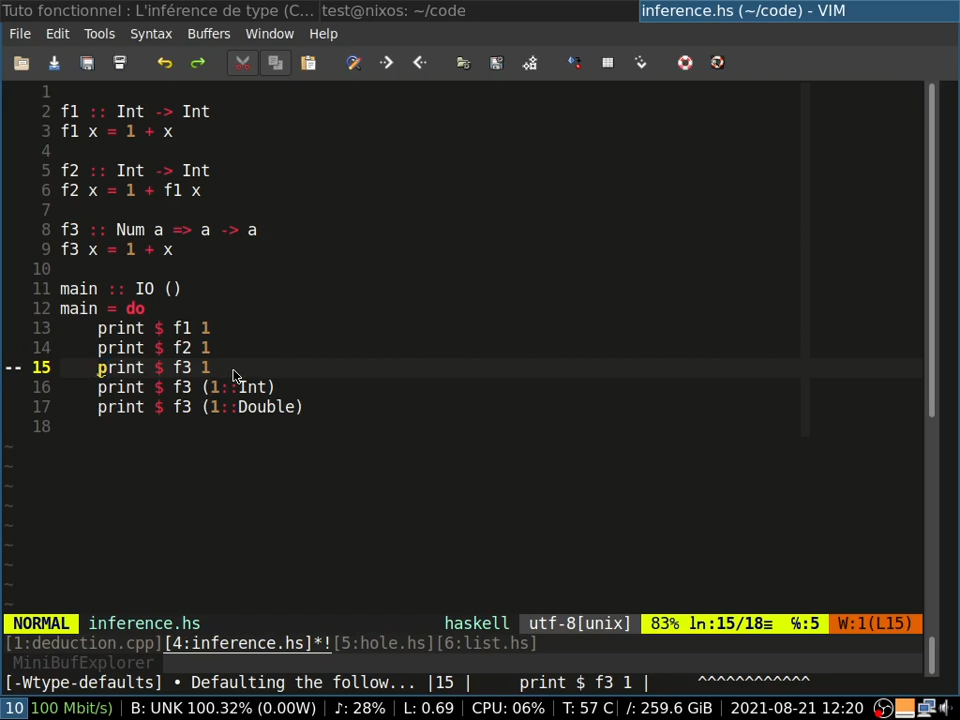 Tuto fonctionnel : L'inférence de type (C... test@nixos: ~/code inference.hs (~/code) - VIM
File Edit Tools Syntax Buffers Window Help
1
2 f1 :: Int -> Int
3 f1 x = 1 + x
4
5 f2 :: Int -> Int
6 f2 x = 1 + f1 x
7
8 f3 :: Num a => a -> a
9 f3 x = 1 + x
10
11 main :: IO ()
12 main = do
13     print $ f1 1
14     print $ f2 1
-- 15     print $ f3 1
16     print $ f3 (1::Int)
17     print $ f3 (1::Double)
18
~
~
~
~
~
~
~
~
~
NORMAL inference.hs haskell utf-8[unix] 83% ln:15/18≡ ℅:5 W:1(L15)
[1:deduction.cpp][4:inference.hs]*![5:hole.hs][6:list.hs]
MiniBufExplorer
[-Wtype-defaults] • Defaulting the follow... |15 |     print $ f3 1 |     ^^^^^^^^^^^^
10 100 Mbit/s) | B: UNK 100.32% (0.00W) | ♪: 28% | L: 0.69 | CPU: 06% | T: 57 C | /: 259.6 GiB | 2021-08-21 12:20